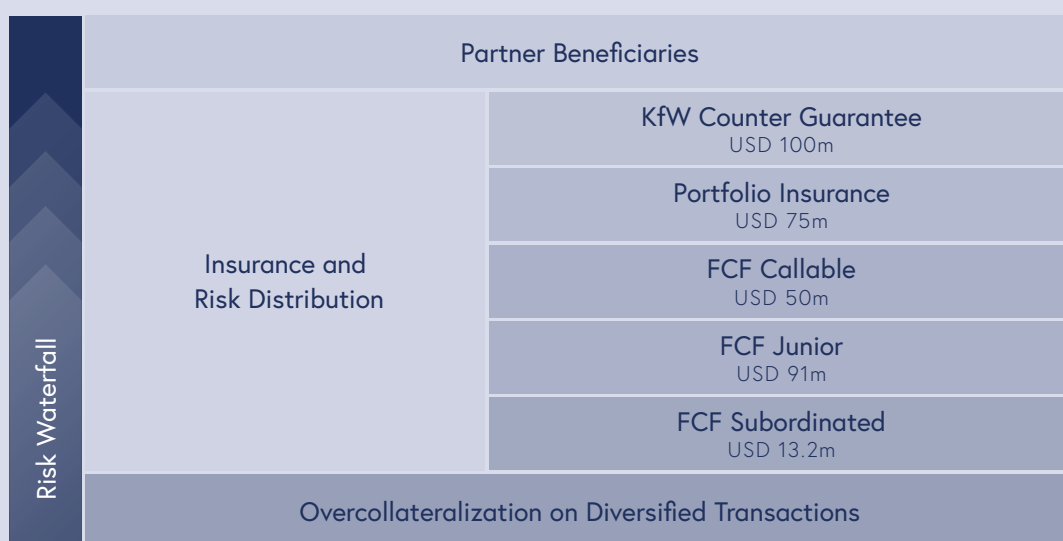 Partner Beneficiaries
KfW Counter Guarantee
USD 100m
Portfolio Insurance
USD 75m
Insurance and
Risk Distribution
FCF Callable
USD 50m
FCF Junior
USD 91m
FCF Subordinated
USD 13.2m
Risk Waterfall
Overcollateralization on Diversified Transactions